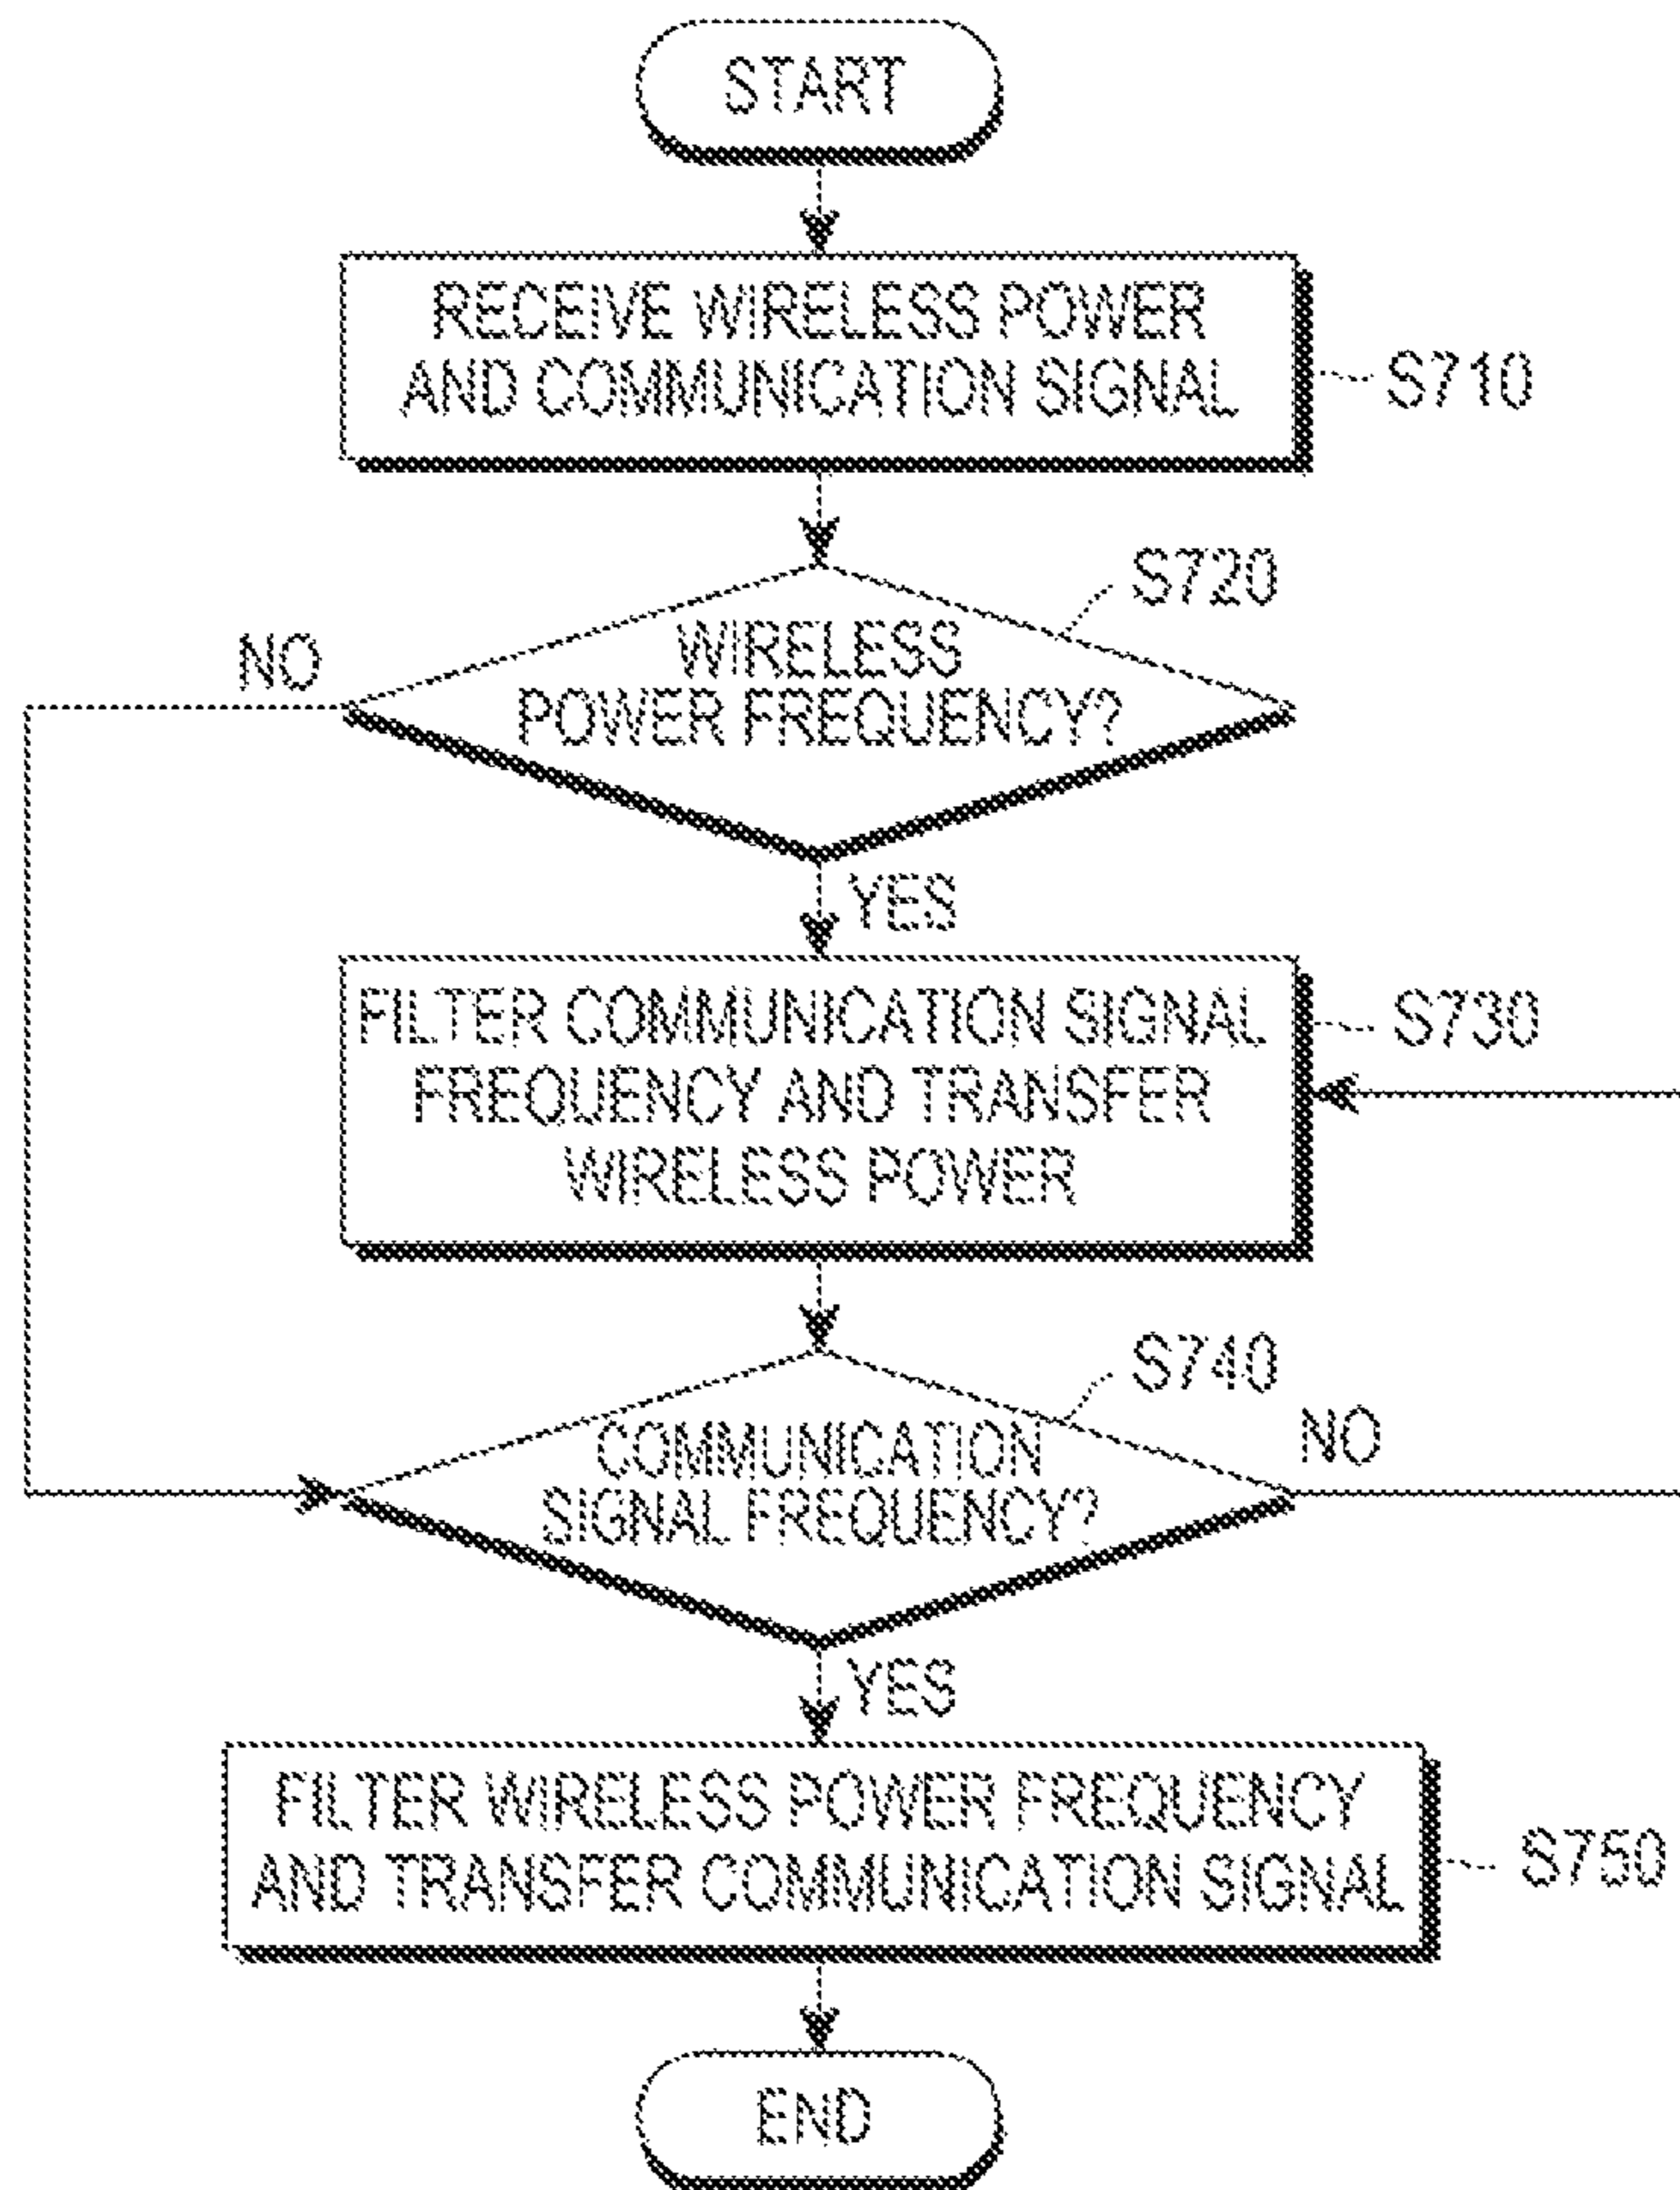 START
RECEIVE WIRELESS POWER
AND COMMUNICATION SIGNAL
S710
S720
WIRELESS
POWER FREQUENCY?
NO
YES
FILTER COMMUNICATION SIGNAL
FREQUENCY AND TRANSFER
WIRELESS POWER
S730
S740
COMMUNICATION
SIGNAL FREQUENCY?
NO
YES
FILTER WIRELESS POWER FREQUENCY
AND TRANSFER COMMUNICATION SIGNAL
S750
END